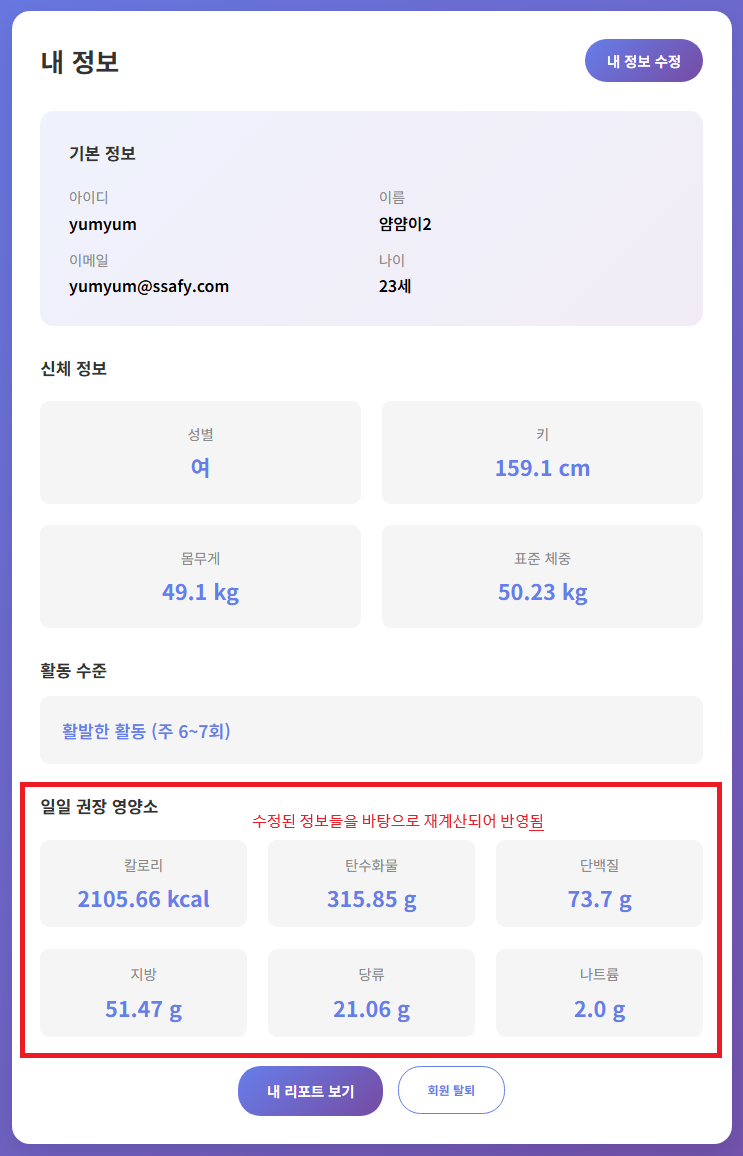 내 정보
내 정보 수정
기본 정보
아이디
yumyum
이름
얌얌이2
이메일
yumyum@ssafy.com
나이
23세
신체 정보
성별
여
키
159.1 cm
몸무게
49.1 kg
표준 체중
50.23 kg
활동 수준
활발한 활동 (주 6~7회)
일일 권장 영양소
수정된 정보들을 바탕으로 재계산되어 반영됨
칼로리
2105.66 kcal
탄수화물
315.85 g
단백질
73.7 g
지방
51.47 g
당류
21.06 g
나트륨
2.0 g
내 리포트 보기
회원 탈퇴